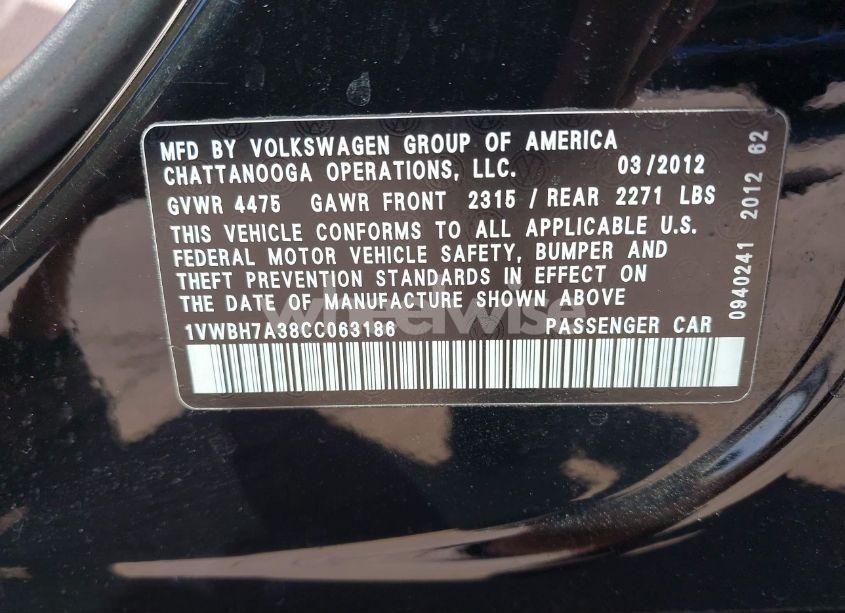 MFD BY VOLKSWAGEN GROUP OF AMERICA
CHATTANOOGA OPERATIONS, LLC. 03/2012
GVWR 4475 GAWR FRONT 2315 / REAR 2271 LBS
THIS VEHICLE CONFORMS TO ALL APPLICABLE U.S.
FEDERAL MOTOR VEHICLE SAFETY, BUMPER AND
THEFT PREVENTION STANDARDS IN EFFECT ON
THE DATE OF MANUFACTURE SHOWN ABOVE
1VWBH7A38CC063186 PASSENGER CAR
0940241 2012 62
wheelwise